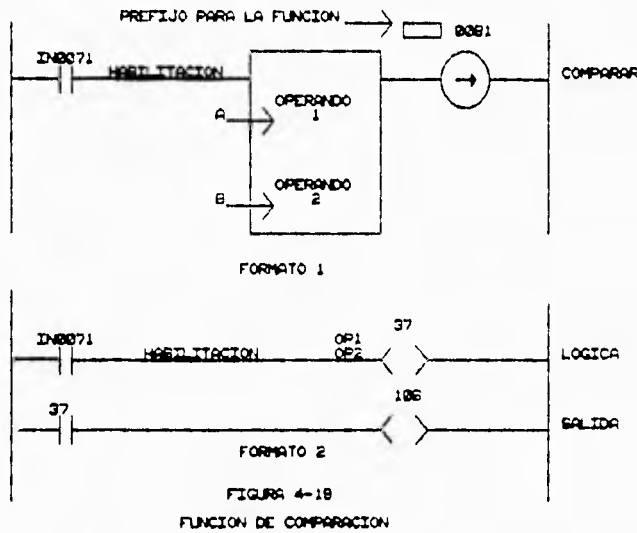 PREFIJO PARA LA FUNCION
0081
IN0071
HABILITACION
COMPARAR
A
OPERANDO
1
B
OPERANDO
2
FORMATO 1
IN0071
HABILITACION
OP1
OP2
37
LOGICA
37
106
SALIDA
FORMATO 2
FIGURA 4-18
FUNCION DE COMPARACION